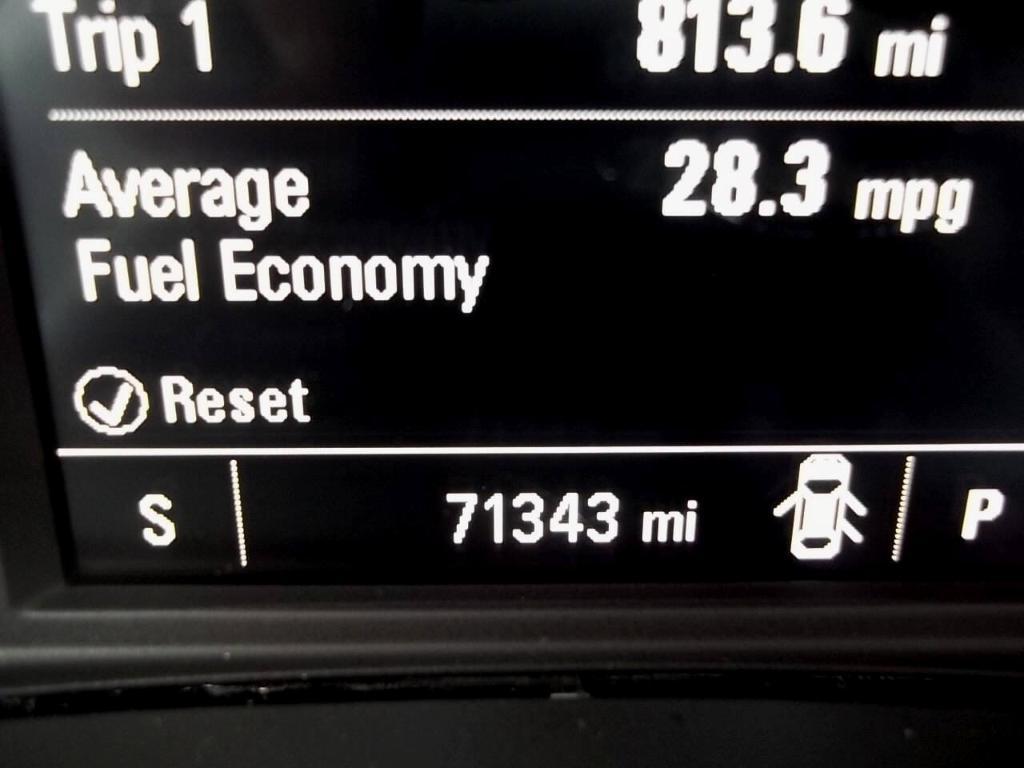 Trip 1 813.6 mi
Average 28.3 mpg
Fuel Economy
Reset
S 71343 mi P